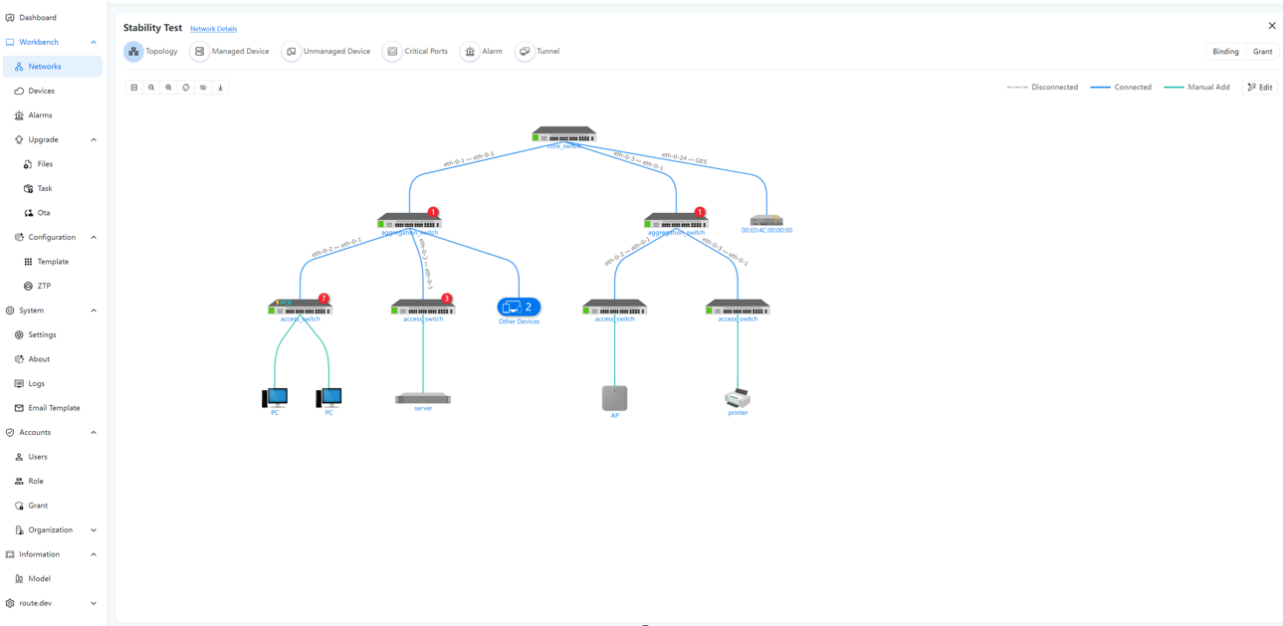 Dashboard
Workbench
Networks
Devices
Alarms
Upgrade
Files
Task
Ota
Configuration
Template
ZTP
System
Settings
About
Logs
Email Template
Accounts
Users
Role
Grant
Organization
Information
Model
route.dev
Stability Test Network Details
Topology Managed Device Unmanaged Device Critical Ports Alarm Tunnel
Binding Grant
Disconnected Connected Manual Add Edit
core_switch
eth-0-1 ↔ eth-0-1
eth-0-3 ↔ eth-0-1
eth-0-24 ↔ GE5
1
aggregation_switch
1
aggregation_switch
00:E0:4C:00:00:00
eth-0-2 ↔ eth-0-1
eth-0-3 ↔ eth-0-1
eth-0-2 ↔ eth-0-1
eth-0-3 ↔ eth-0-1
POE
7
access_switch
3
access_switch
2
Other Devices
access_switch
access_switch
PC
PC
server
AP
printer